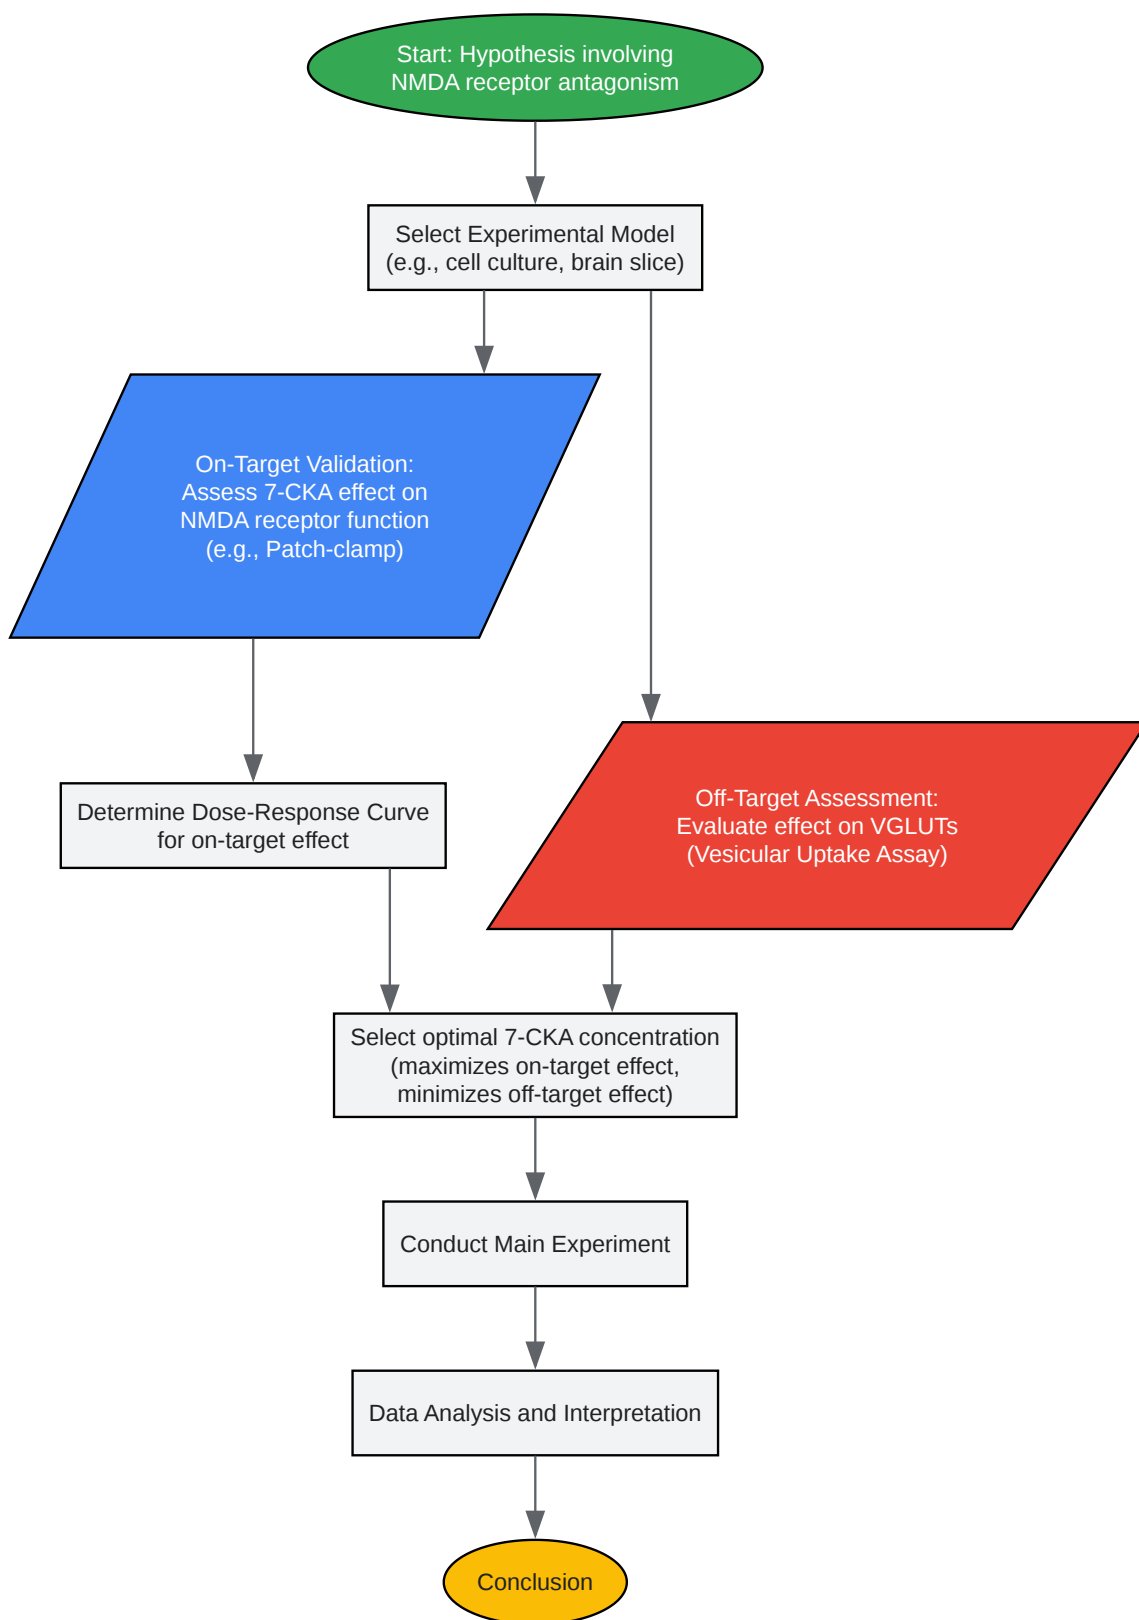 Start: Hypothesis involving
NMDA receptor antagonism
Select Experimental Model
(e.g., cell culture, brain slice)
On-Target Validation:
Assess 7-CKA effect on
NMDA receptor function
(e.g., Patch-clamp)
Determine Dose-Response Curve
for on-target effect
Off-Target Assessment:
Evaluate effect on VGLUTs
(Vesicular Uptake Assay)
Select optimal 7-CKA concentration
(maximizes on-target effect,
minimizes off-target effect)
Conduct Main Experiment
Data Analysis and Interpretation
Conclusion